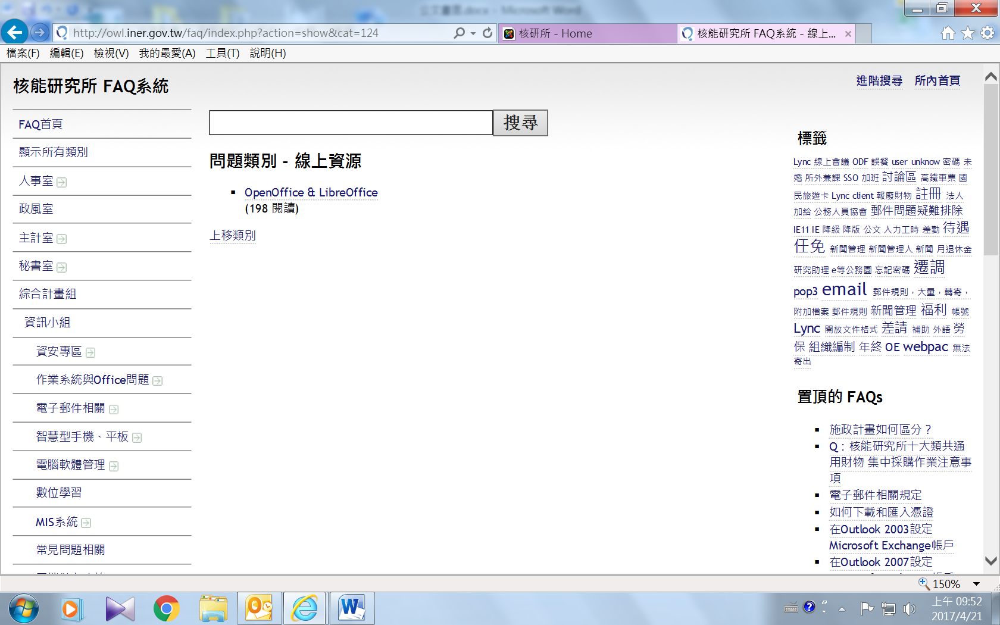 公文畫面.docx - Microsoft Word
http://owl.iner.gov.tw/faq/index.php?action=show&cat=124
核研所 - Home
核能研究所 FAQ系統 - 線上...
檔案(F) 編輯(E) 檢視(V) 我的最愛(A) 工具(T) 說明(H)
核能研究所 FAQ系統
進階搜尋 所內首頁
FAQ首頁
顯示所有類別
人事室
政風室
主計室
秘書室
綜合計畫組
資訊小組
資安專區
作業系統與Office問題
電子郵件相關
智慧型手機、平板
電腦軟體管理
數位學習
MIS系統
常見問題相關
搜尋
問題類別 - 線上資源
OpenOffice & LibreOffice
(198 閱讀)
上移類別
標籤
Lync 線上會議 ODF 誤餐 user unknow 密碼 未
婚 所外兼課 SSO 加班 討論區 高鐵車票 國
民旅遊卡 Lync client 報廢財物 註冊 法人
加給 公務人員協會 郵件問題疑難排除
IE11 IE 降級 降版 公文 人力工時 差勤 待遇
任免 新聞管理 新聞管理人 新聞 月退休金
研究助理 e等公務園 忘記密碼 遷調
pop3 email 郵件規則，大量，轉寄，
附加檔案 郵件規則 新聞管理 福利 帳號
Lync 開放文件格式 差請 補助 外語 勞
保 組織編制 年終 OE webpac 無法
寄出
置頂的 FAQs
施政計畫如何區分？
Q：核能研究所十大類共通
用財物 集中採購作業注意事
項
電子郵件相關規定
如何下載和匯入憑證
在Outlook 2003設定
Microsoft Exchange帳戶
在Outlook 2007設定
150%
上午 09:52
2017/4/21